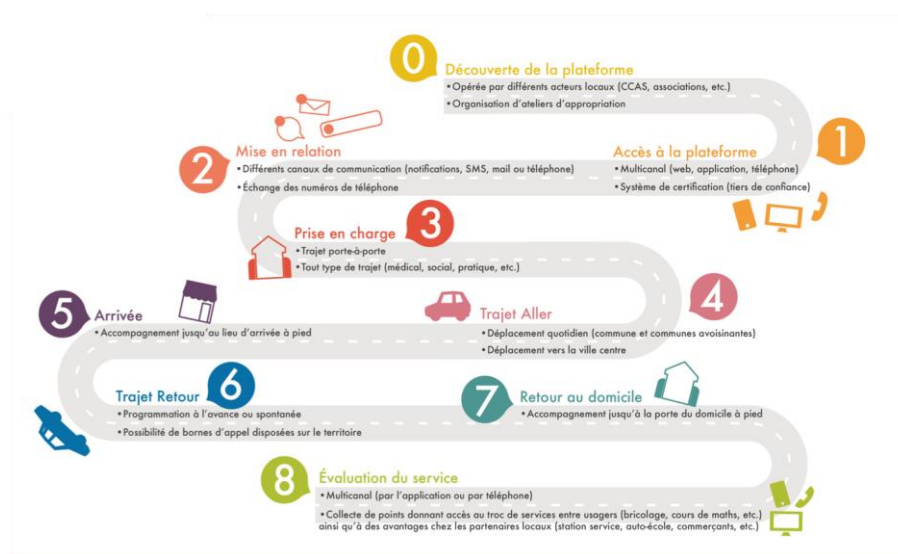 0
Découverte de la plateforme
•Opérée par différents acteurs locaux (CCAS, associations, etc.)
•Organisation d'ateliers d'appropriation
1
Accès à la plateforme
•Multicanal (web, application, téléphone)
•Système de certification (tiers de confiance)
2
Mise en relation
•Différents canaux de communication (notifications, SMS, mail ou téléphone)
•Échange des numéros de téléphone
3
Prise en charge
•Trajet porte-à-porte
•Tout type de trajet (médical, social, pratique, etc.)
4
Trajet Aller
•Déplacement quotidien (commune et communes avoisinantes)
•Déplacement vers la ville centre
5
Arrivée
•Accompagnement jusqu'au lieu d'arrivée à pied
6
Trajet Retour
•Programmation à l'avance ou spontanée
•Possibilité de bornes d'appel disposées sur le territoire
7
Retour au domicile
•Accompagnement jusqu'à la porte du domicile à pied
8
Évaluation du service
•Multicanal (par l'application ou par téléphone)
•Collecte de points donnant accès au troc de services entre usagers (bricolage, cours de maths, etc.)
ainsi qu'à des avantages chez les partenaires locaux (station service, auto-école, commerçants, etc.)